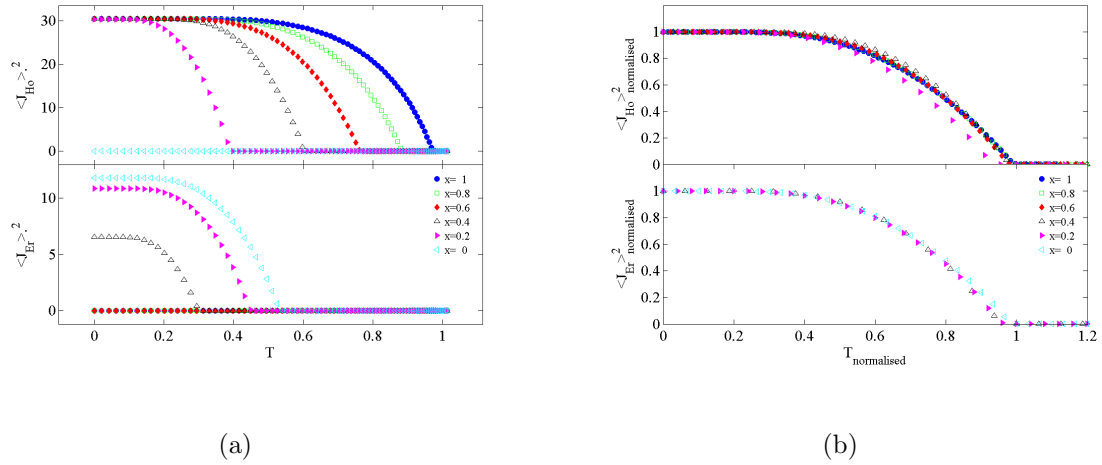 30
20
10
0
<J_Ho>.^2
10
5
0
<J_Er>.^2
x= 1
x=0.8
x=0.6
x=0.4
x=0.2
x= 0
0 0.2 0.4 0.6 0.8 1
T
(a)
1
0.8
0.6
0.4
0.2
0
<J_Ho>^2_normalised
1
0.8
0.6
0.4
0.2
0
<J_Er>^2_normalised
x= 1
x=0.8
x=0.6
x=0.4
x=0.2
x= 0
0 0.2 0.4 0.6 0.8 1 1.2
T_normalised
(b)